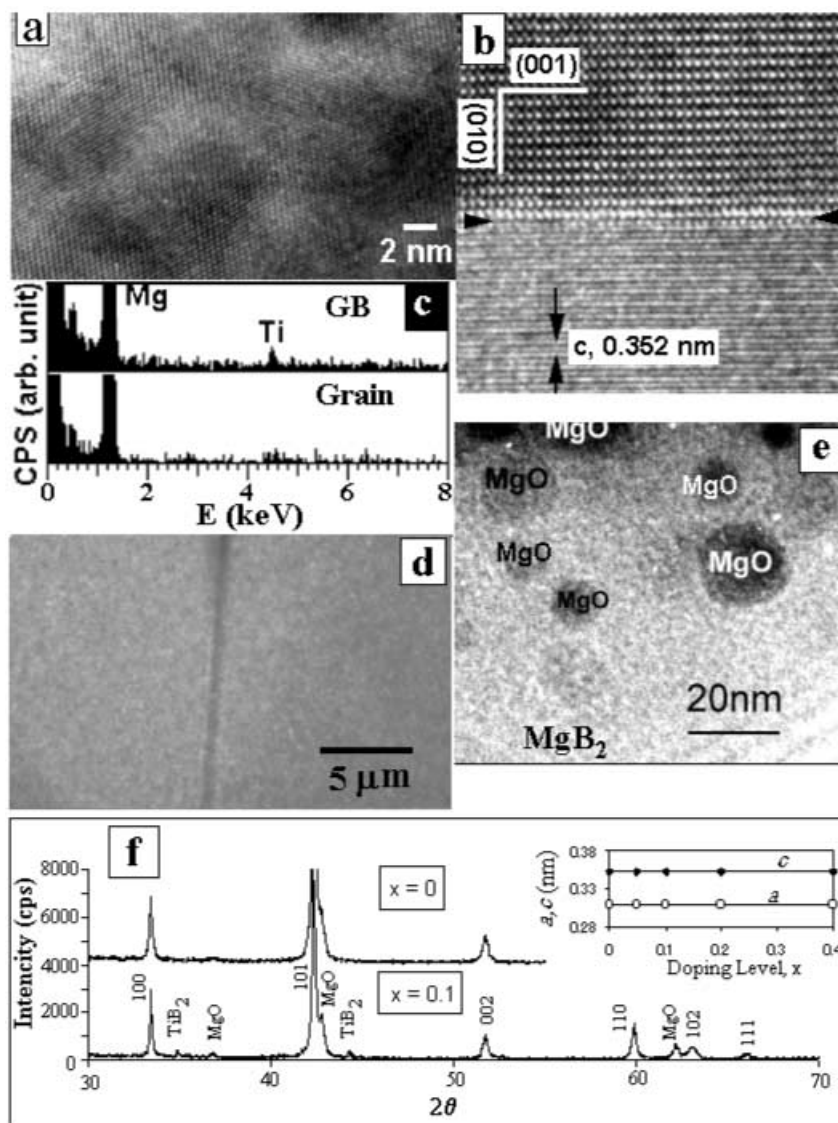 a
2 nm
b
(001)
(010)
c, 0.352 nm
c
Mg
GB
Ti
Grain
CPS (arb. unit)
0 2 4 6 8
E (keV)
d
5 μm
e
MgO
MgO
MgO
MgO
MgO
MgO
20nm
MgB₂
f
Intencity (cps)
8000
6000
4000
2000
0
x = 0
x = 0.1
100
TiB₂
MgO
101
MgO
TiB₂
002
110
MgO
102
111
30 40 50 60 70
2θ
a,c (nm)
0.38
0.33
0.28
c
a
0 0.1 0.2 0.3 0.4
Doping Level, x